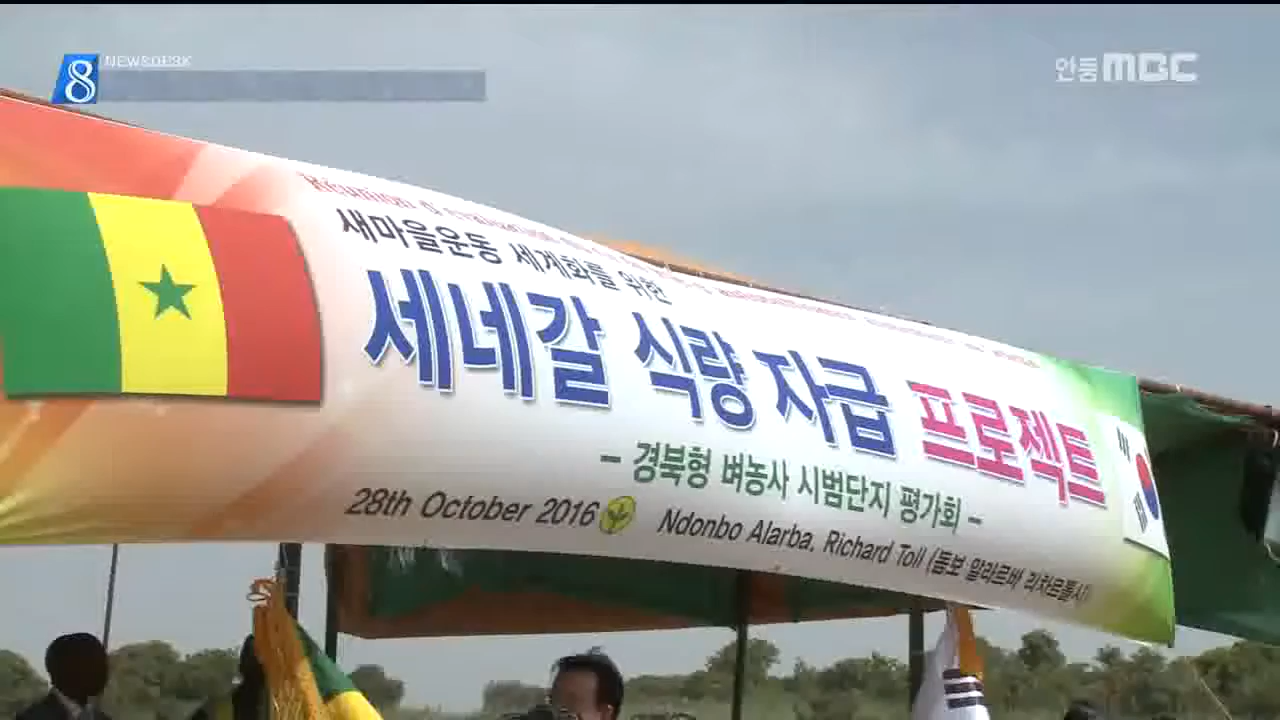 8 NEWSDESK
안동MBC
새마을운동 세계화를 위한
세네갈 식량 자급 프로젝트
- 경북형 벼농사 시범단지 평가회 -
28th October 2016 Ndonbo Alarba, Richard Toll (돔보 알라르바 리차르톨시)